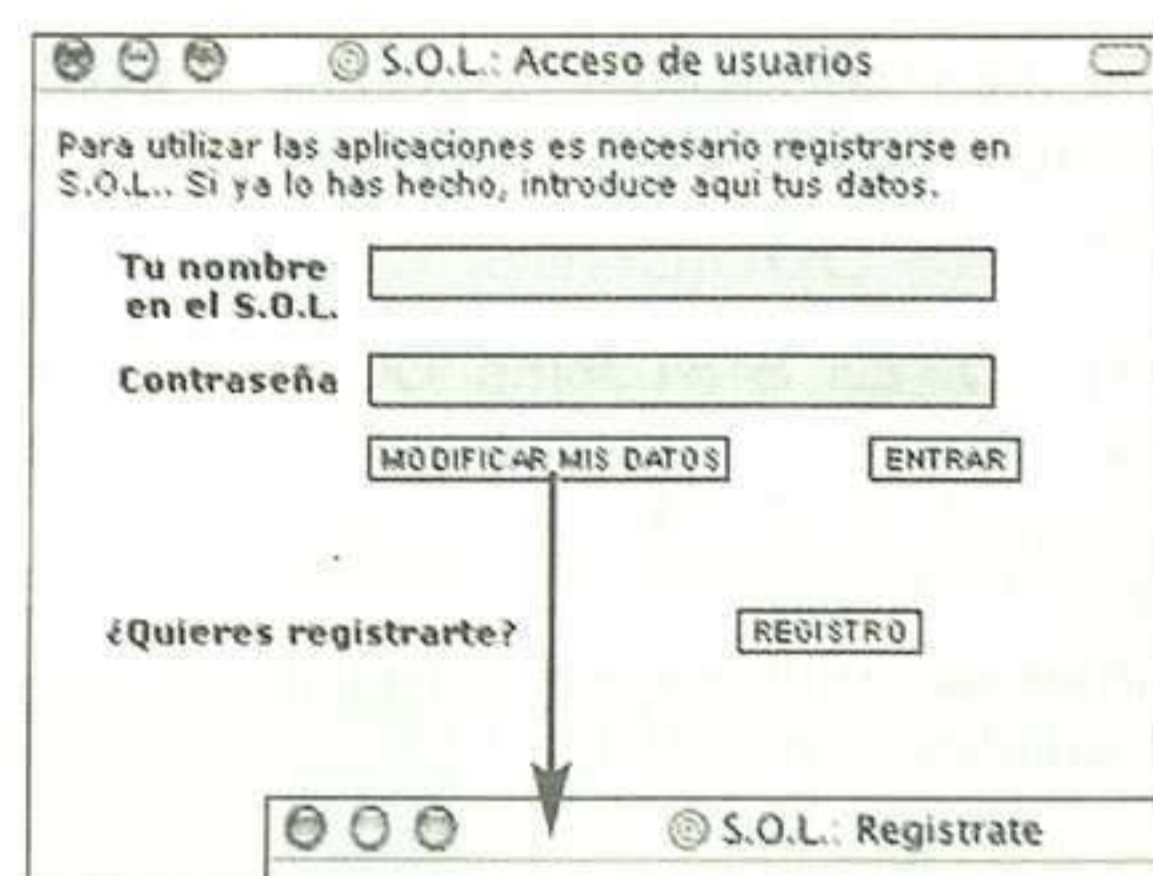 S.O.L.: Acceso de usuarios
Para utilizar las aplicaciones es necesario registrarse en
S.O.L.. Si ya lo has hecho, introduce aqui tus datos.
Tu nombre
en el S.O.L.
Contraseña
MODIFICAR MIS DATOS
ENTRAR
¿Quieres registrarte?
REGISTRO
S.O.L.: Registrate